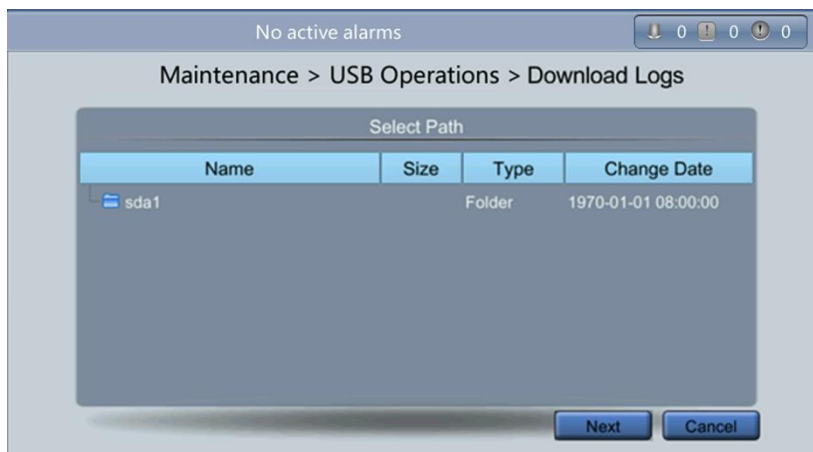 No active alarms 0 0 0
Maintenance > USB Operations > Download Logs
Select Path
Name Size Type Change Date
sda1 Folder 1970-01-01 08:00:00
Next Cancel